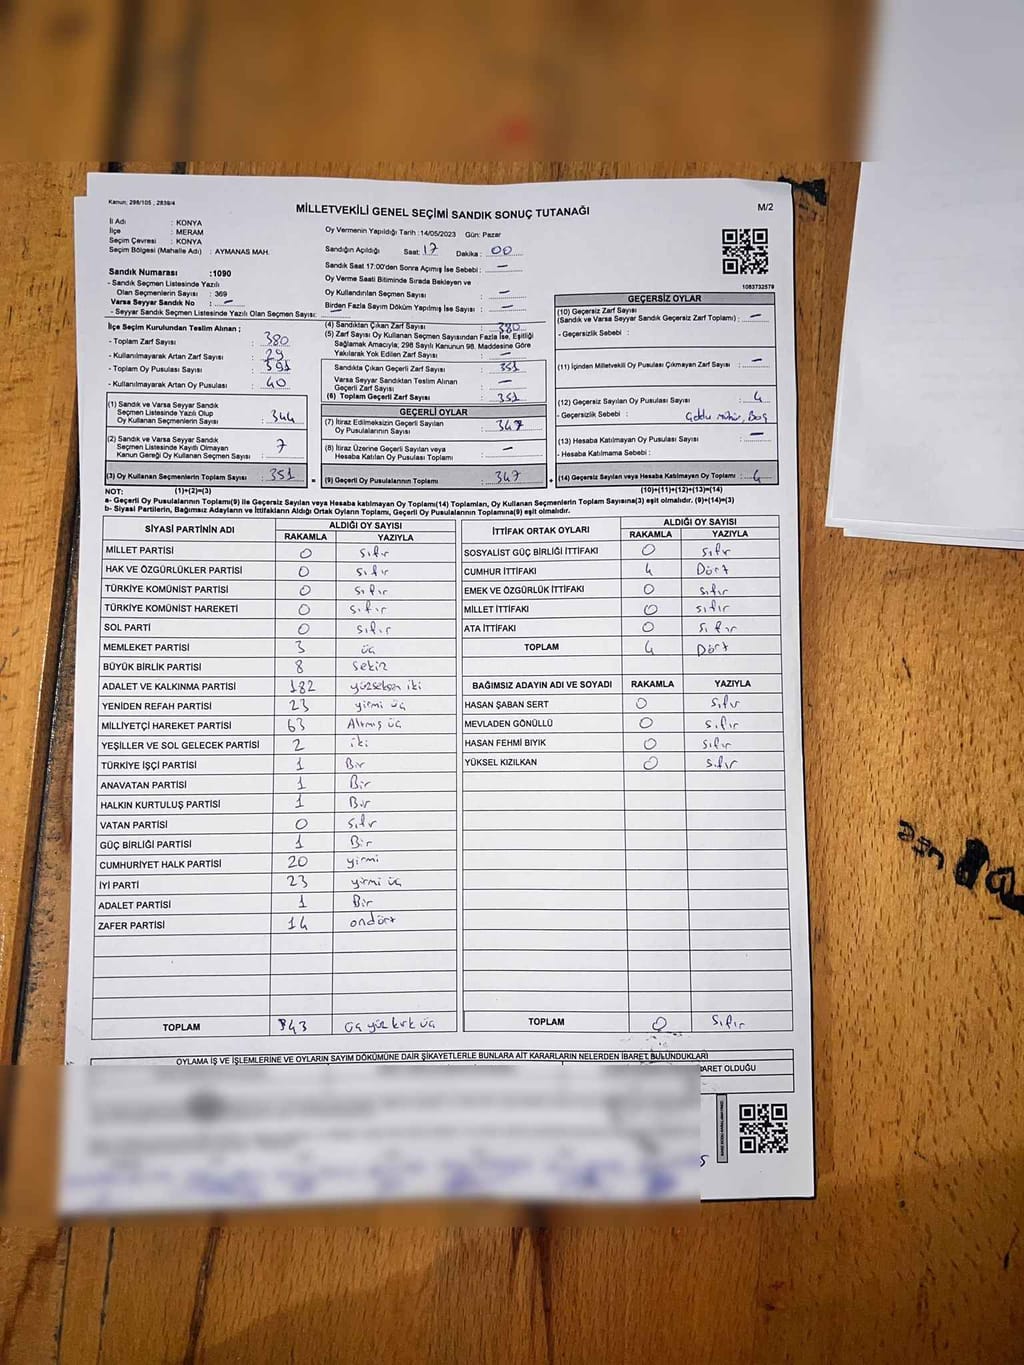 Kanun; 298/105 , 2839/4
MİLLETVEKİLİ GENEL SEÇİMİ SANDIK SONUÇ TUTANAĞI
M/2
İl Adı : KONYA
İlçe : MERAM
Seçim Çevresi : KONYA
Seçim Bölgesi (Mahalle Adı) : AYMANAS MAH.
Sandık Numarası :1090
- Sandık Seçmen Listesinde Yazılı
Olan Seçmenlerin Sayısı : 369
Varsa Seyyar Sandık No : –
- Seyyar Sandık Seçmen Listesinde Yazılı Olan Seçmen Sayısı:
Oy Vermenin Yapıldığı Tarih : 14/05/2023 Gün: Pazar
Sandığın Açıldığı Saat: 17 Dakika : 00
Sandık Saat 17:00'den Sonra Açımış İse Sebebi : –
Oy Verme Saati Bitiminde Sırada Bekleyen ve
Oy Kullandırılan Seçmen Sayısı : –
Birden Fazla Sayım Döküm Yapılmış İse Sayısı : –
1083732579
İlçe Seçim Kurulundan Teslim Alınan ;
- Toplam Zarf Sayısı : 380
- Kullanılmayarak Artan Zarf Sayısı : 29
- Toplam Oy Pusulası Sayısı : 391
- Kullanılmayarak Artan Oy Pusulası : 40
(1) Sandık ve Varsa Seyyar Sandık
Seçmen Listesinde Yazılı Olup
Oy Kullanan Seçmenlerin Sayısı : 344
(2) Sandık ve Varsa Seyyar Sandık
Seçmen Listesinde Kayıtlı Olmayan
Kanun Gereği Oy Kullanan Seçmen Sayısı : 7
(3) Oy Kullanan Seçmenlerin Toplam Sayısı : 351
(4) Sandıktan Çıkan Zarf Sayısı : 380
(5) Zarf Sayısı Oy Kullanan Seçmen Sayısından Fazla İse, Eşitliği
Sağlamak Amacıyla; 298 Sayılı Kanunun 98. Maddesine Göre
Yakılarak Yok Edilen Zarf Sayısı : –
Sandıkta Çıkan Geçerli Zarf Sayısı : 351
Varsa Seyyar Sandıktan Teslim Alınan
Geçerli Zarf Sayısı : –
(6) Toplam Geçerli Zarf Sayısı : 351
GEÇERLİ OYLAR
(7) İtiraz Edilmeksizin Geçerli Sayılan
Oy Pusulalarının Sayısı : 347
(8) İtiraz Üzerine Geçerli Sayılan veya
Hesaba Katılan Oy Pusulası Toplamı : –
= (9) Geçerli Oy Pusulalarının Toplamı : 347
GEÇERSİZ OYLAR
(10) Geçersiz Zarf Sayısı
(Sandık ve Varsa Seyyar Sandık Geçersiz Zarf Toplamı) : –
- Geçersizlik Sebebi :
(11) İçinden Milletvekili Oy Pusulası Çıkmayan Zarf Sayısı : –
(12) Geçersiz Sayılan Oy Pusulası Sayısı : 4
- Geçersizlik Sebebi : mühür, Boş
(13) Hesaba Katılmayan Oy Pusulası Sayısı : –
- Hesaba Katılmama Sebebi :
+ (14) Geçersiz Sayılan veya Hesaba Katılmayan Oy Toplamı : 4
NOT: (1)+(2)=(3)
(10)+(11)+(12)+(13)=(14)
a- Geçerli Oy Pusulalarının Toplamı(9) ile Geçersiz Sayılan veya Hesaba katılmayan Oy Toplamı(14) Toplamları, Oy Kullanan Seçmenlerin Toplam Sayısına(3) eşit olmalıdır. (9)+(14)=(3)
b- Siyasi Partilerin, Bağımsız Adayların ve İttifakların Aldığı Ortak Oyların Toplamı, Geçerli Oy Pusulalarının Toplamına(9) eşit olmalıdır.
SİYASİ PARTİNİN ADI ALDIĞI OY SAYISI
RAKAMLA YAZIYLA
MİLLET PARTİSİ 0 sıfır
HAK VE ÖZGÜRLÜKLER PARTİSİ 0 sıfır
TÜRKİYE KOMÜNİST PARTİSİ 0 sıfır
TÜRKİYE KOMÜNİST HAREKETİ 0 sıfır
SOL PARTİ 0 sıfır
MEMLEKET PARTİSİ 3 üç
BÜYÜK BİRLİK PARTİSİ 8 sekiz
ADALET VE KALKINMA PARTİSİ 182 yüzseksen iki
YENİDEN REFAH PARTİSİ 23 yirmi üç
MİLLİYETÇİ HAREKET PARTİSİ 63 Altmış üç
YEŞİLLER VE SOL GELECEK PARTİSİ 2 iki
TÜRKİYE İŞÇİ PARTİSİ 1 Bir
ANAVATAN PARTİSİ 1 Bir
HALKIN KURTULUŞ PARTİSİ 1 Bir
VATAN PARTİSİ 0 sıfır
GÜÇ BİRLİĞİ PARTİSİ 1 Bir
CUMHURİYET HALK PARTİSİ 20 yirmi
İYİ PARTİ 23 yirmi üç
ADALET PARTİSİ 1 Bir
ZAFER PARTİSİ 14 ondört
TOPLAM 343 üç yüz kırk üç
İTTİFAK ORTAK OYLARI ALDIĞI OY SAYISI
RAKAMLA YAZIYLA
SOSYALİST GÜÇ BİRLİĞİ İTTİFAKI 0 sıfır
CUMHUR İTTİFAKI 4 Dört
EMEK VE ÖZGÜRLÜK İTTİFAKI 0 sıfır
MİLLET İTTİFAKI 0 sıfır
ATA İTTİFAKI 0 sıfır
TOPLAM 4 Dört
BAĞIMSIZ ADAYIN ADI VE SOYADI RAKAMLA YAZIYLA
HASAN ŞABAN SERT 0 sıfır
MEVLADEN GÖNÜLLÜ 0 sıfır
HASAN FEHMİ BIYIK 0 sıfır
YÜKSEL KIZILKAN 0 sıfır
TOPLAM 0 sıfır
OYLAMA İŞ VE İŞLEMLERİNE VE OYLARIN SAYIM DÖKÜMÜNE DAİR ŞİKAYETLERLE BUNLARA AİT KARARLARIN NELERDEN İBARET BULUNDUKLARI
BARET OLDUĞU